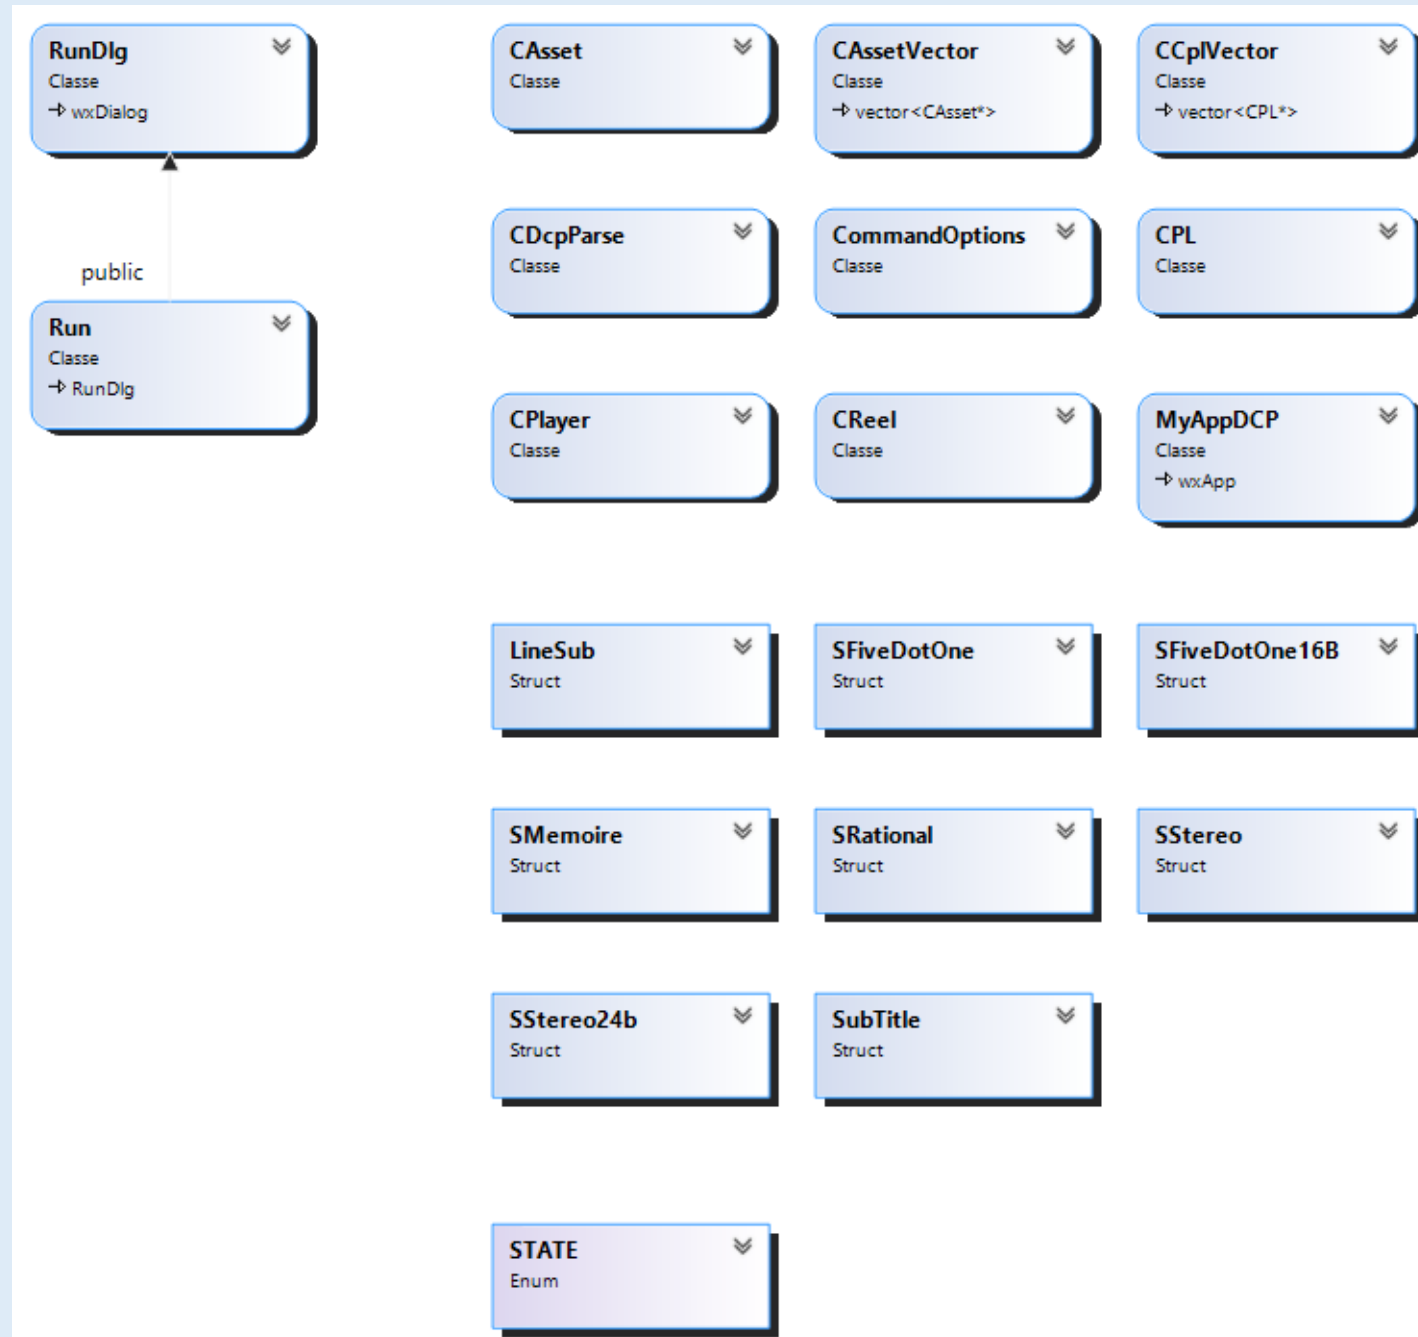 RunDlg
Classe
wxDialog
public
Run
Classe
RunDlg
CAsset
Classe
CAssetVector
Classe
vector<CAsset*>
CCplVector
Classe
vector<CPL*>
CDcpParse
Classe
CommandOptions
Classe
CPL
Classe
CPlayer
Classe
CReel
Classe
MyAppDCP
Classe
wxApp
LineSub
Struct
SFiveDotOne
Struct
SFiveDotOne16B
Struct
SMemoire
Struct
SRational
Struct
SStereo
Struct
SStereo24b
Struct
SubTitle
Struct
STATE
Enum